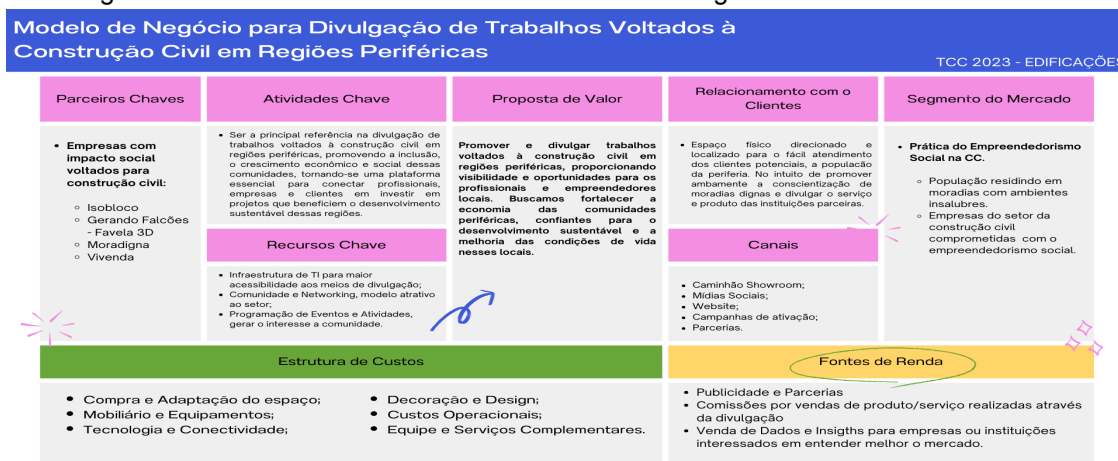 Modelo de Negócio para Divulgação de Trabalhos Voltados à
Construção Civil em Regiões Periféricas
TCC 2023 - EDIFICAÇÕES
Parceiros Chaves
Empresas com
impacto social
voltados para
construção civil:
Isobloco
Gerando Falcões
- Favela 3D
Moradigna
Vivenda
Atividades Chave
Ser a principal referência na divulgação de
trabalhos voltados à construção civil em
regiões periféricas, promovendo a inclusão,
o crescimento econômico e social dessas
comunidades, tornando-se uma plataforma
essencial para conectar profissionais,
empresas e clientes em investir em
projetos que beneficiem o desenvolvimento
sustentável dessas regiões.
Recursos Chave
Infraestrutura de TI para maior
acessibilidade aos meios de divulgação;
Comunidade e Networking, modelo atrativo
ao setor;
Programação de Eventos e Atividades,
gerar o interesse a comunidade.
Proposta de Valor
Promover e divulgar trabalhos
voltados à construção civil em
regiões periféricas, proporcionando
visibilidade e oportunidades para os
profissionais e empreendedores
locais. Buscamos fortalecer a
economia das comunidades
periféricas, confiantes para o
desenvolvimento sustentável e a
melhoria das condições de vida
nesses locais.
Relacionamento com o
Clientes
Espaço físico direcionado e
localizado para o fácil atendimento
dos clientes potenciais, a populacão
da periferia. No intuito de promover
ambamente a conscientização de
moradias dignas e divulgar o serviço
e produto das instituições parceiras.
Canais
Caminhão Showroom;
Mídias Sociais;
Website;
Campanhas de ativação;
Parcerias.
Segmento do Mercado
Prática do Empreendedorismo
Social na CC.
População residindo em
moradias com ambientes
insalubres.
Empresas do setor da
construção civil
comprometidas com o
empreendedorismo social.
Estrutura de Custos
Compra e Adaptação do espaço;
Mobiliário e Equipamentos;
Tecnologia e Conectividade;
Decoração e Design;
Custos Operacionais;
Equipe e Serviços Complementares.
Fontes de Renda
Publicidade e Parcerias
Comissões por vendas de produto/serviço realizadas através
da divulgação
Venda de Dados e Insigths para empresas ou instituições
interessados em entender melhor o mercado.